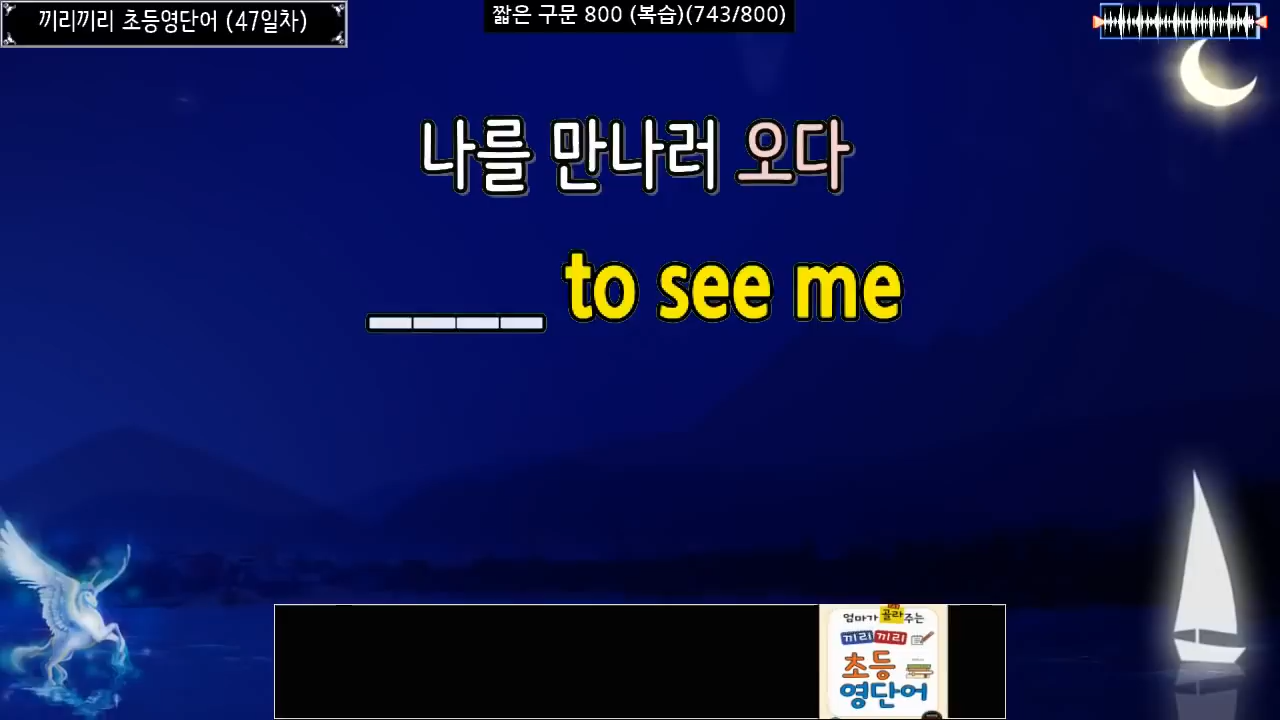 끼리끼리 초등영단어 (47일차)
짧은 구문 800 (복습)(743/800)
나를 만나러 오다
____ to see me
엄마가 골라주는
끼리끼리
초등
영단어